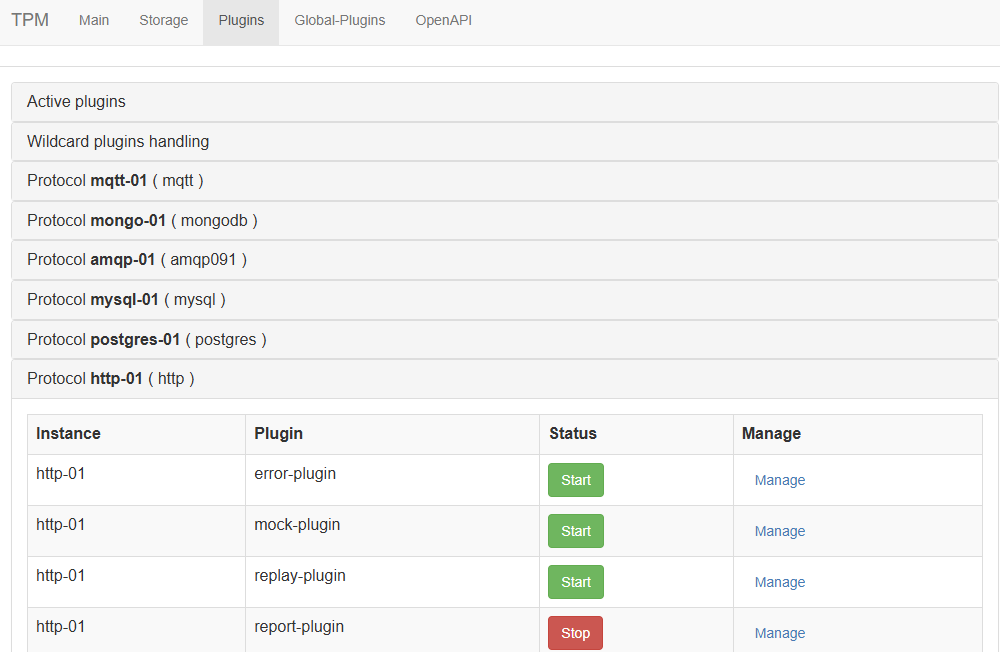 TPM Main Storage Plugins Global-Plugins OpenAPI
Active plugins
Wildcard plugins handling
Protocol mqtt-01 ( mqtt )
Protocol mongo-01 ( mongodb )
Protocol amqp-01 ( amqp091 )
Protocol mysql-01 ( mysql )
Protocol postgres-01 ( postgres )
Protocol http-01 ( http )
Instance Plugin Status Manage
http-01 error-plugin Start Manage
http-01 mock-plugin Start Manage
http-01 replay-plugin Start Manage
http-01 report-plugin Stop Manage